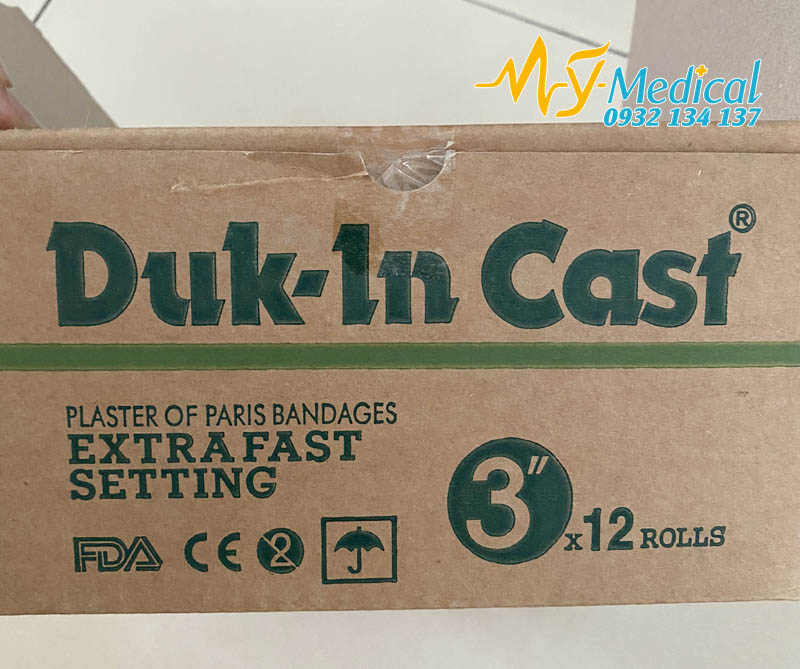 My-Medical
0932 134 137
Duk-In Cast®
PLASTER OF PARIS BANDAGES
EXTRA FAST
SETTING
FDA CE 2
3" x 12 ROLLS